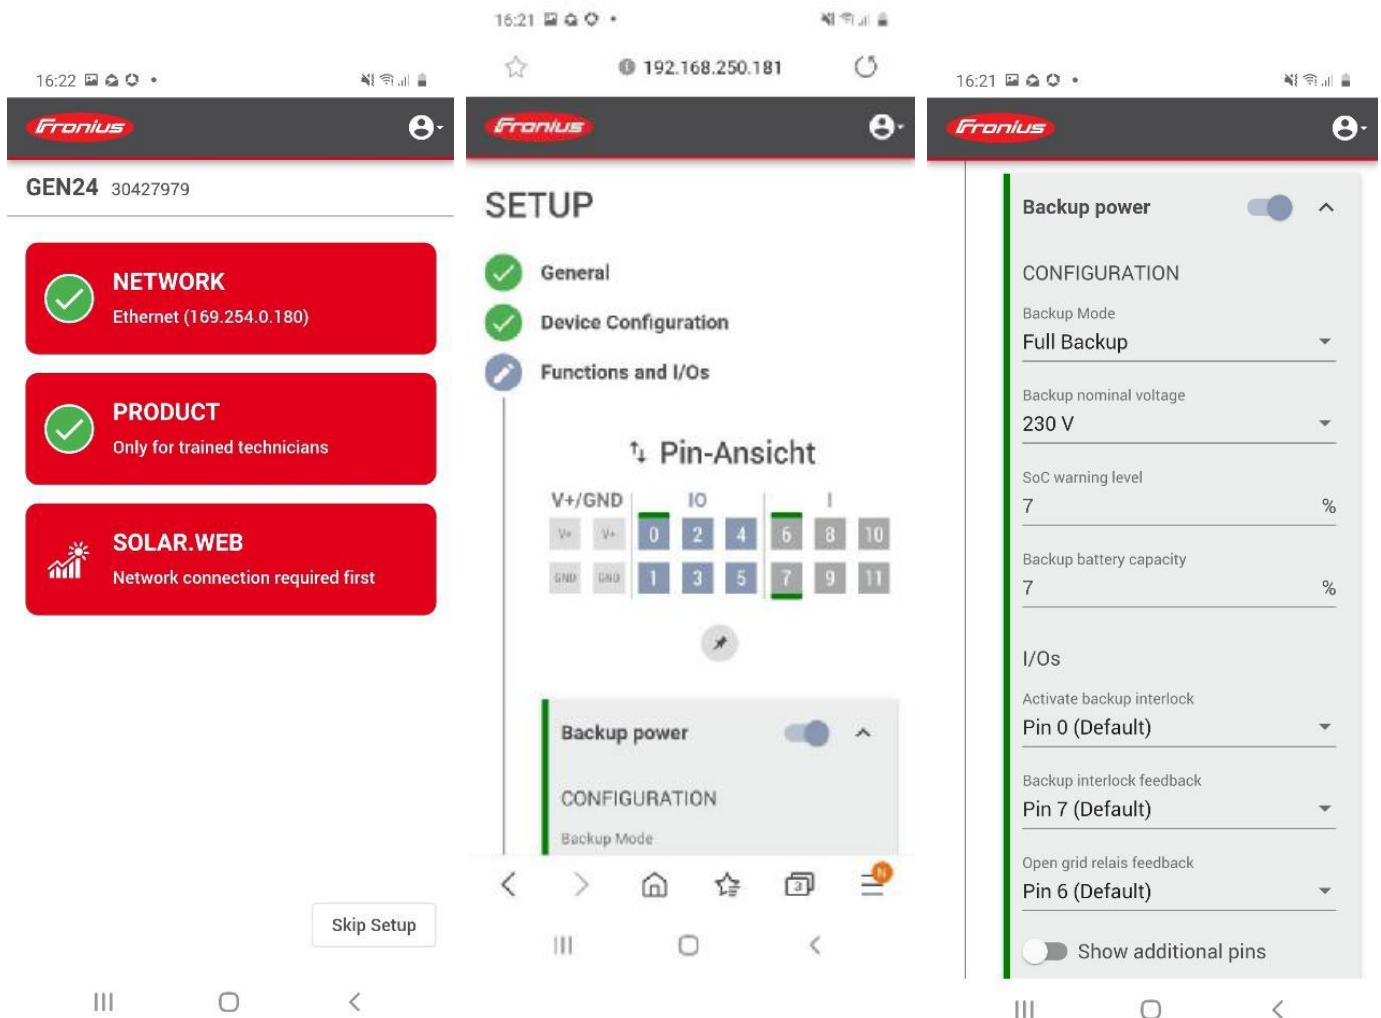 16:22
Fronius
GEN24 30427979
NETWORK
Ethernet (169.254.0.180)
PRODUCT
Only for trained technicians
SOLAR.WEB
Network connection required first
Skip Setup
16:21
192.168.250.181
Fronius
SETUP
General
Device Configuration
Functions and I/Os
Pin-Ansicht
V+/GND IO I
V+ V+ 0 2 4 6 8 10
GND GND 1 3 5 7 9 11
Backup power
CONFIGURATION
Backup Mode
3
N
16:21
Fronius
Backup power
CONFIGURATION
Backup Mode
Full Backup
Backup nominal voltage
230 V
SoC warning level
7 %
Backup battery capacity
7 %
I/Os
Activate backup interlock
Pin 0 (Default)
Backup interlock feedback
Pin 7 (Default)
Open grid relais feedback
Pin 6 (Default)
Show additional pins